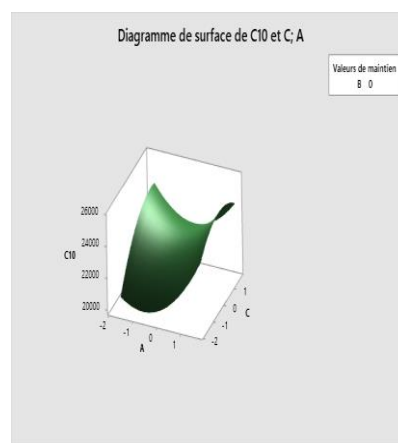 Diagramme de surface de C10 et C; A
Valeurs de maintien
B 0
26000
24000
C10
22000
20000
-2
-1
0
1
A
-2
-1
0
1
C